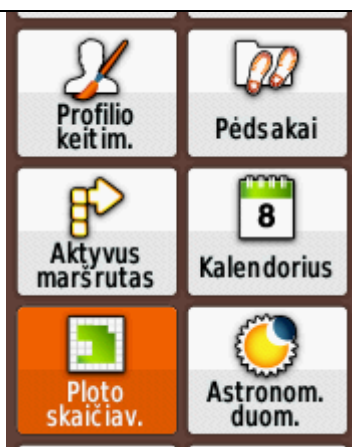 Profilio
keitim.
Pėdsakai
Aktyvus
maršrutas
8
Kalendorius
Ploto
skaičiav.
Astronom.
duom.